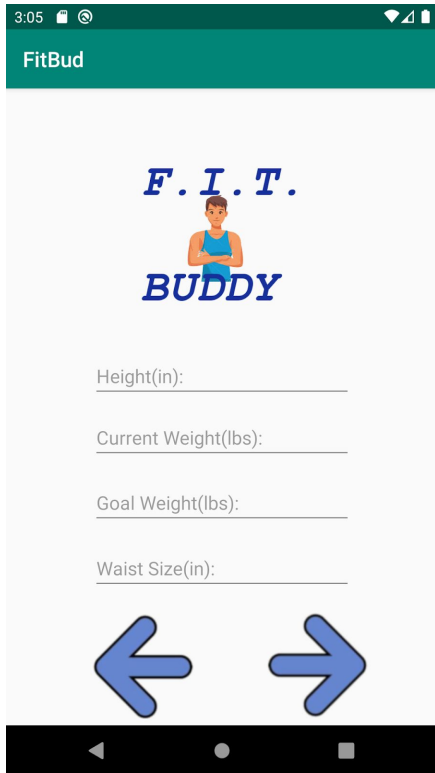 3:05
FitBud
F.I.T.
BUDDY
Height(in):
Current Weight(lbs):
Goal Weight(lbs):
Waist Size(in):